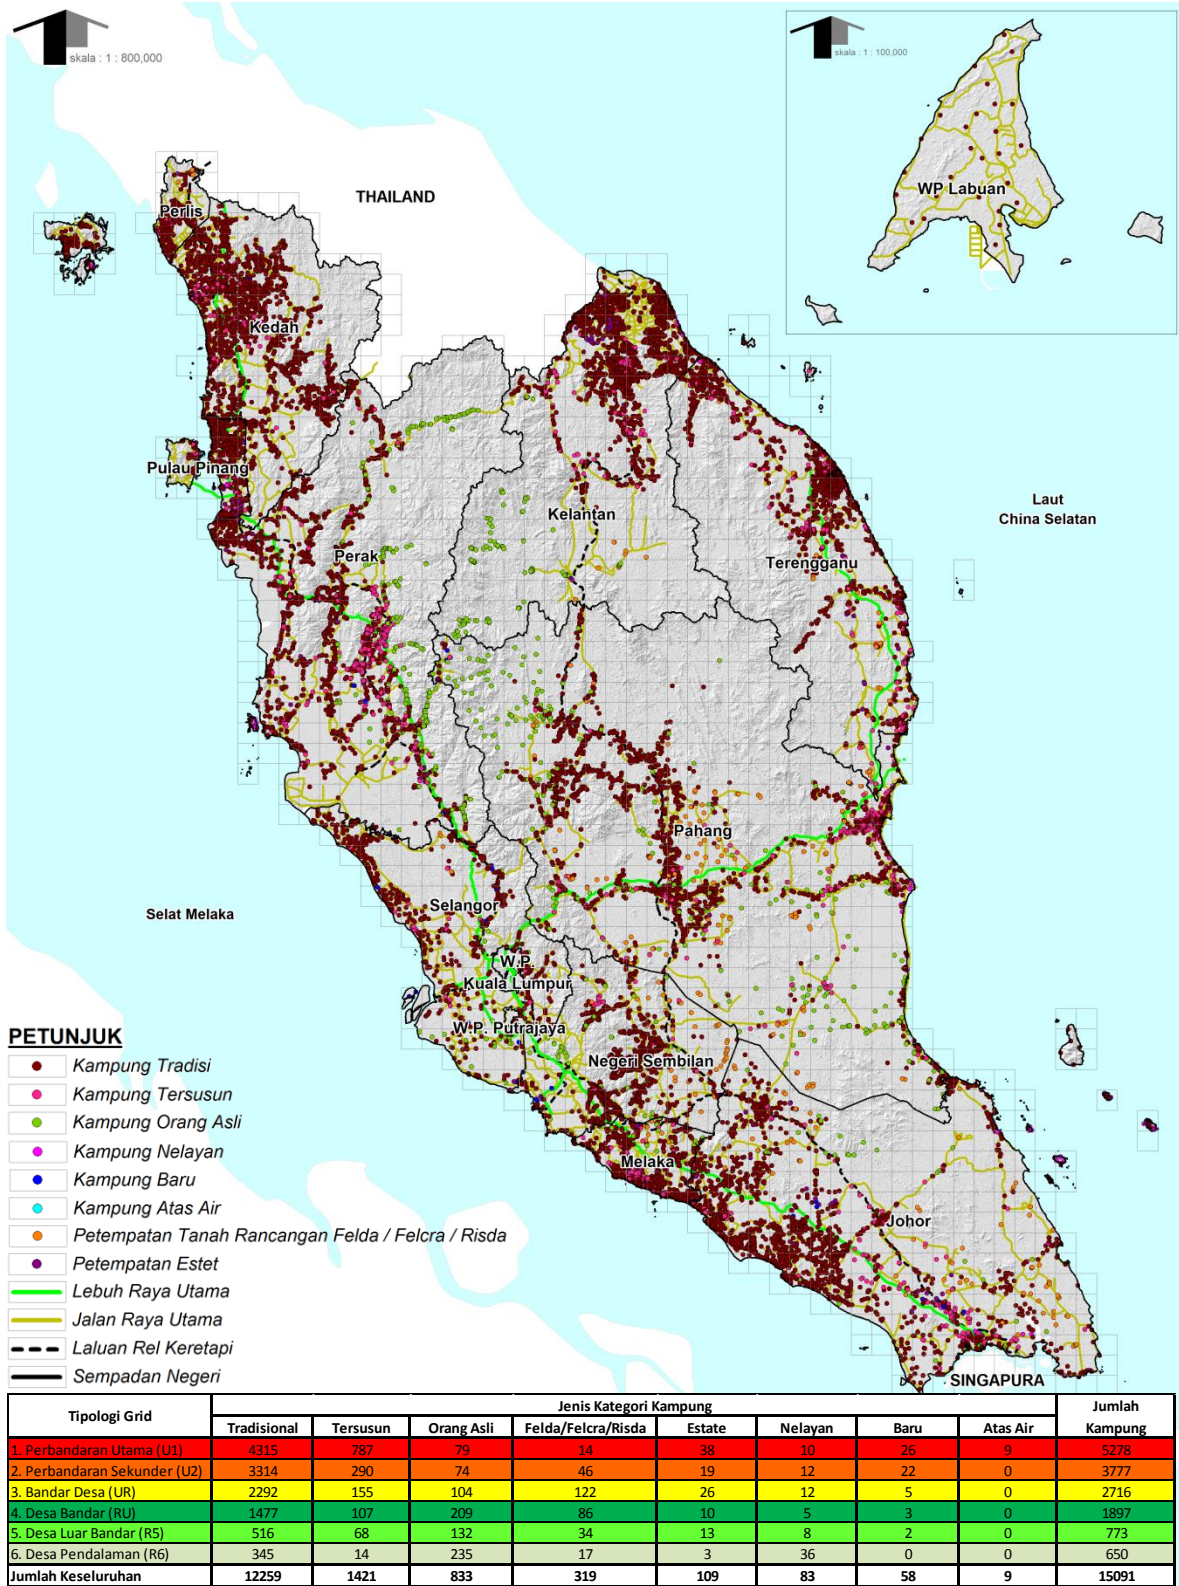 skala : 1 : 800,000
skala : 1 : 100,000
THAILAND
WP Labuan
Perlis
Kedah
Pulau Pinang
Kelantan
Laut
China Selatan
Perak
Terengganu
Pahang
Selangor
Selat Melaka
W.P.
Kuala Lumpur
W.P. Putrajaya
Negeri Sembilan
Melaka
Johor
SINGAPURA
PETUNJUK
Kampung Tradisi
Kampung Tersusun
Kampung Orang Asli
Kampung Nelayan
Kampung Baru
Kampung Atas Air
Petempatan Tanah Rancangan Felda / Felcra / Risda
Petempatan Estet
Lebuh Raya Utama
Jalan Raya Utama
Laluan Rel Keretapi
Sempadan Negeri
Tipologi Grid Jenis Kategori Kampung Jumlah Kampung
Tradisional Tersusun Orang Asli Felda/Felcra/Risda Estate Nelayan Baru Atas Air
1. Perbandaran Utama (U1) 4315 787 79 14 38 10 26 9 5278
2. Perbandaran Sekunder (U2) 3314 290 74 46 19 12 22 0 3777
3. Bandar Desa (UR) 2292 155 104 122 26 12 5 0 2716
4. Desa Bandar (RU) 1477 107 209 86 10 5 3 0 1897
5. Desa Luar Bandar (R5) 516 68 132 34 13 8 2 0 773
6. Desa Pendalaman (R6) 345 14 235 17 3 36 0 0 650
Jumlah Keseluruhan 12259 1421 833 319 109 83 58 9 15091